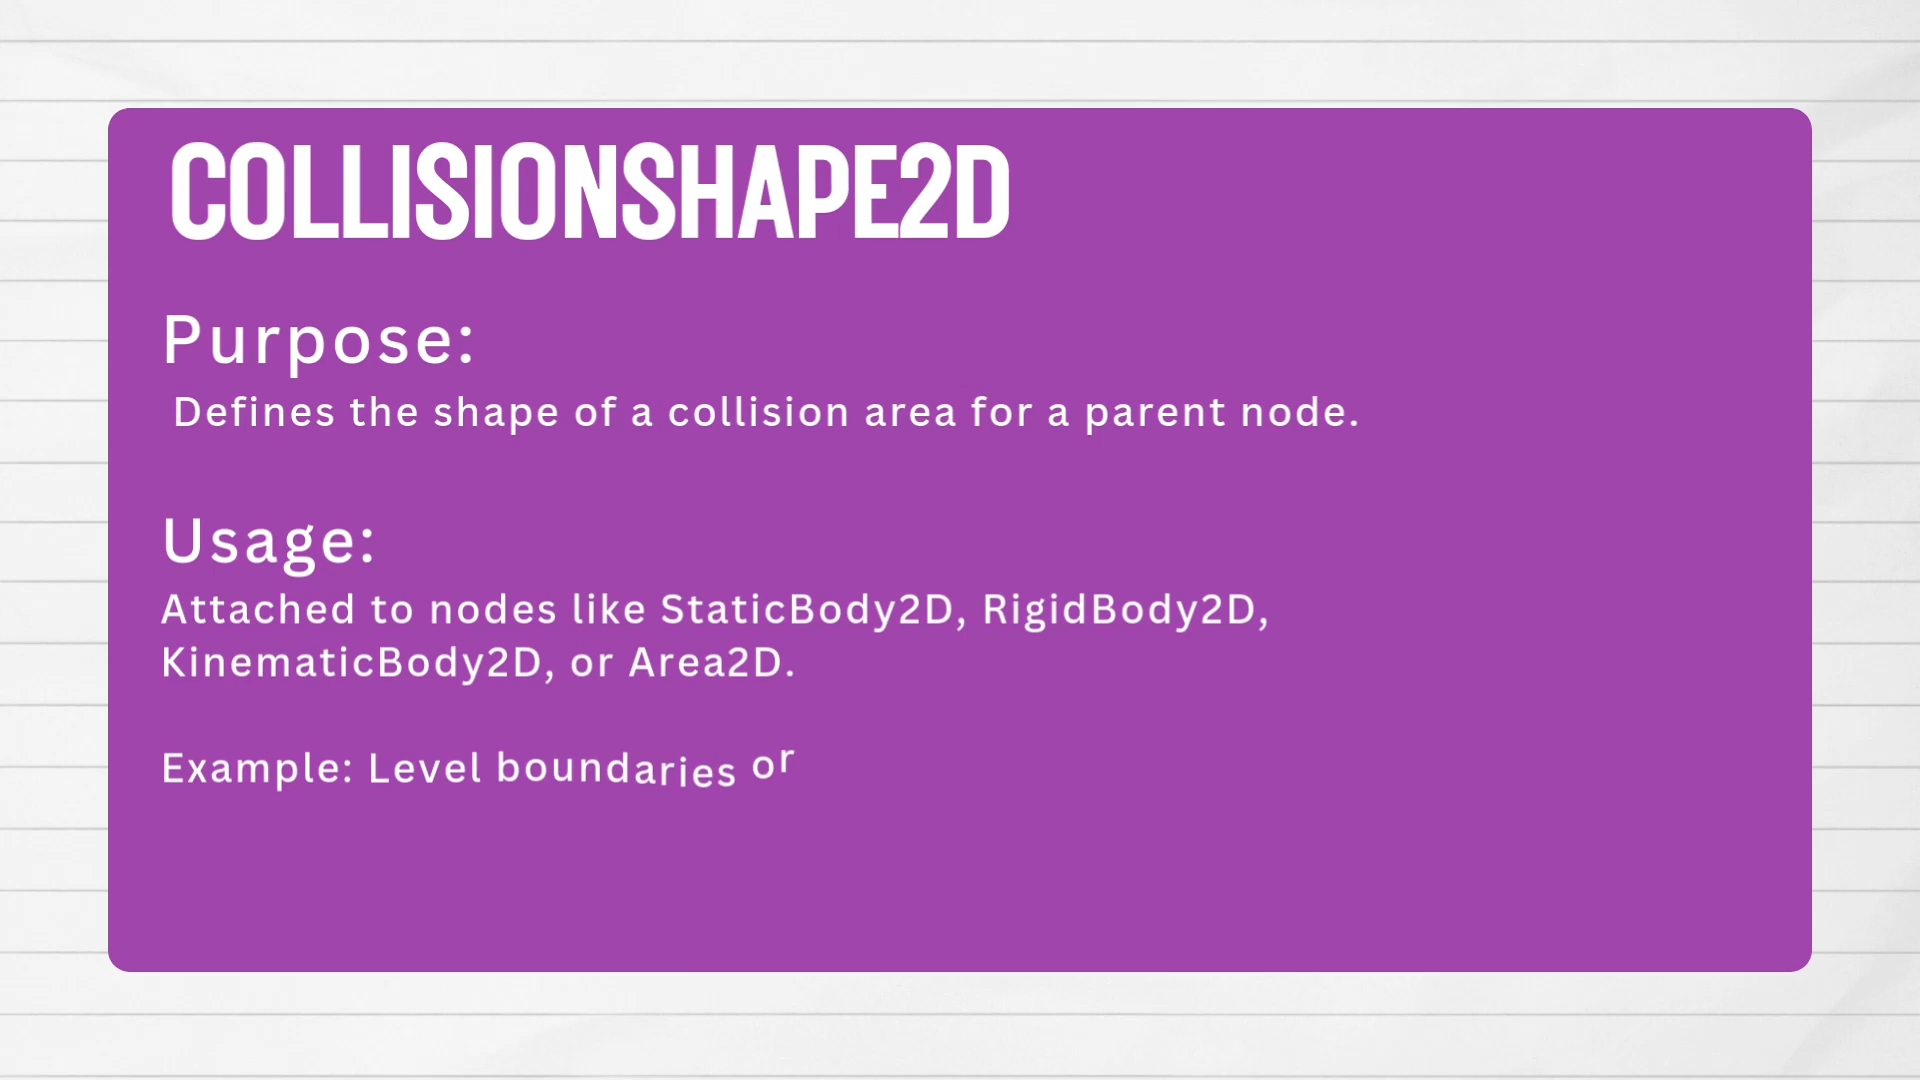 COLLISIONSHAPE2D
Purpose:
Defines the shape of a collision area for a parent node.
Usage:
Attached to nodes like StaticBody2D, RigidBody2D,
KinematicBody2D, or Area2D.
Example: Level boundaries or